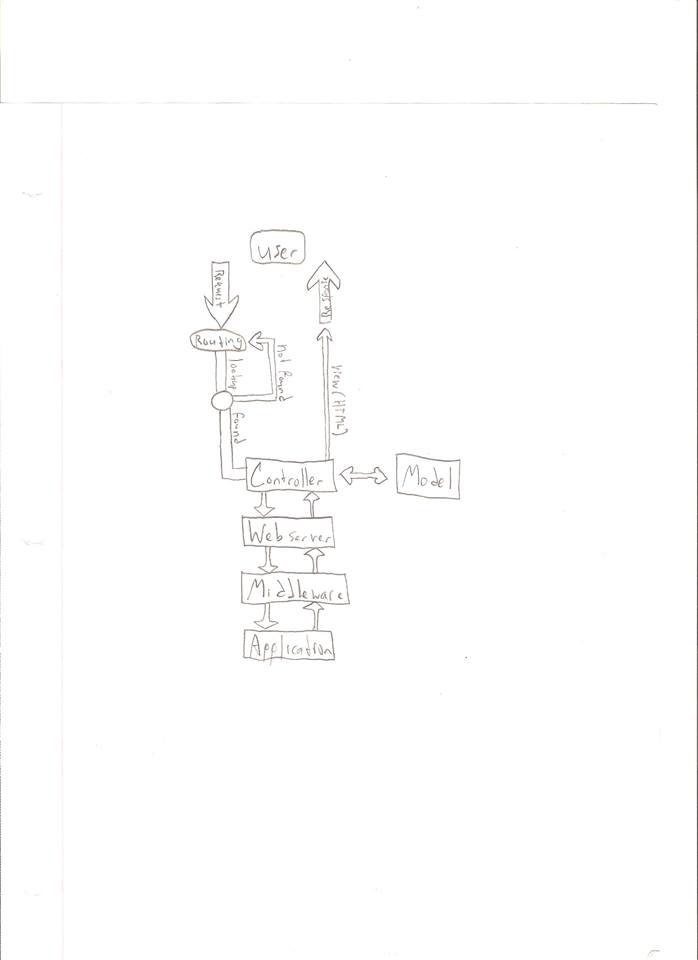 user
Request
Response
Routing
lookup
not found
found
view (HTML)
Controller
Model
Web server
Middleware
Application